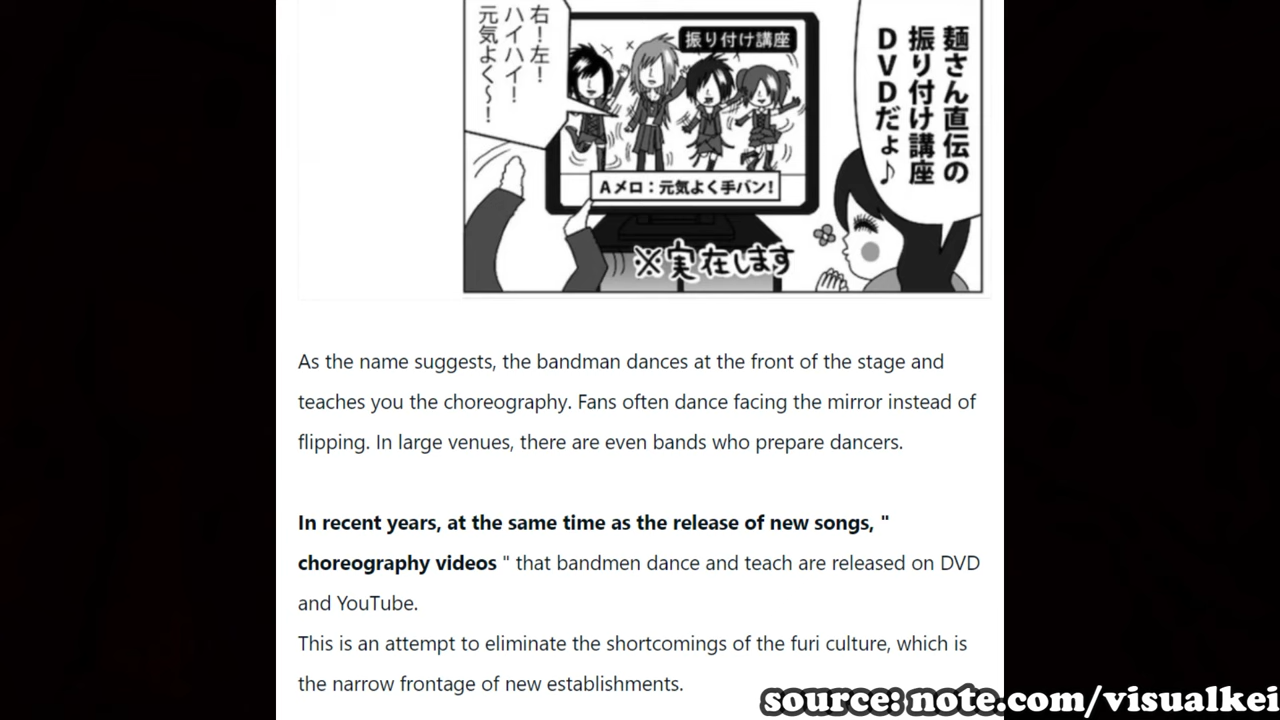 麺さん直伝の
振り付け講座
DVDだょ♪
振り付け講座
右！左！
ハイハイ！
元気よく～！
Aメロ：元気よく手バン！
※実在します
As the name suggests, the bandman dances at the front of the stage and
teaches you the choreography. Fans often dance facing the mirror instead of
flipping. In large venues, there are even bands who prepare dancers.
In recent years, at the same time as the release of new songs, "
choreography videos " that bandmen dance and teach are released on DVD
and YouTube.
This is an attempt to eliminate the shortcomings of the furi culture, which is
the narrow frontage of new establishments.
source: note.com/visualkei